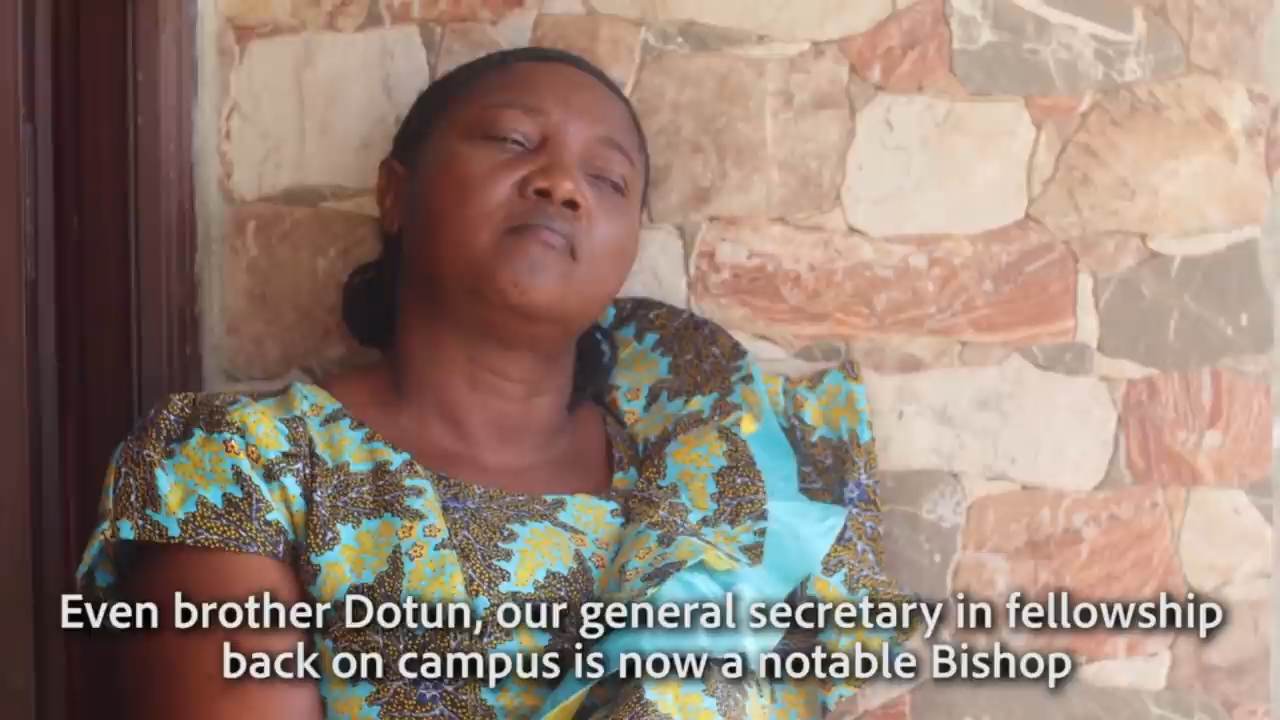 Even brother Dotun, our general secretary in fellowship
back on campus is now a notable Bishop